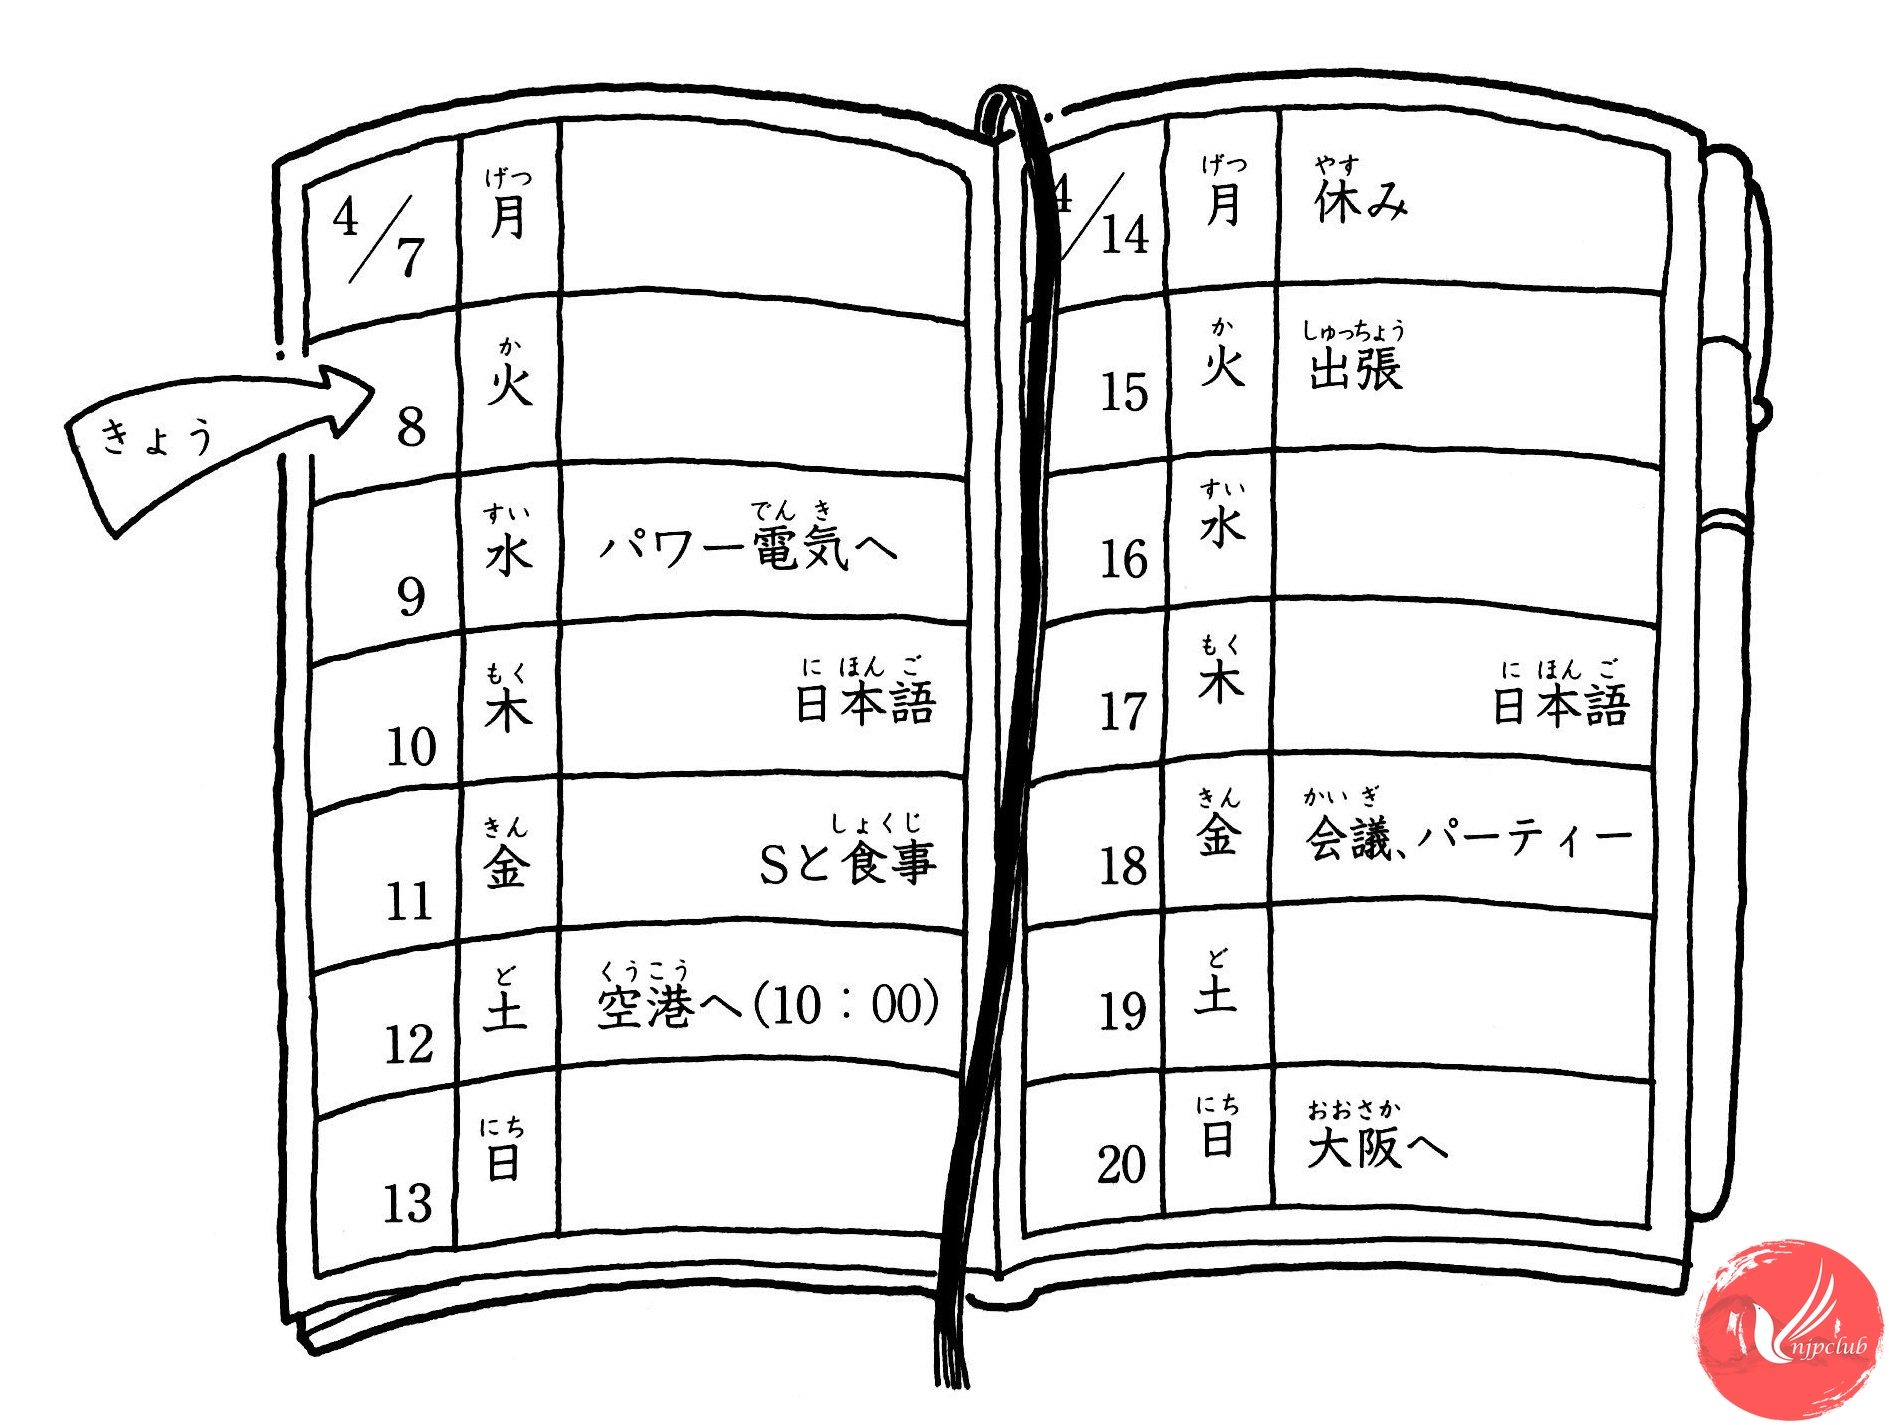 きょう
4/7 月 げつ
8 火 か
9 水 すい パワー電気へ でんき
10 木 もく 日本語 にほんご
11 金 きん Sと食事 しょくじ
12 土 ど 空港へ(10:00) くうこう
13 日 にち
4/14 月 げつ 休み やす
15 火 か 出張 しゅっちょう
16 水 すい
17 木 もく 日本語 にほんご
18 金 きん 会議、パーティー かいぎ
19 土 ど
20 日 にち 大阪へ おおさか
njpclub